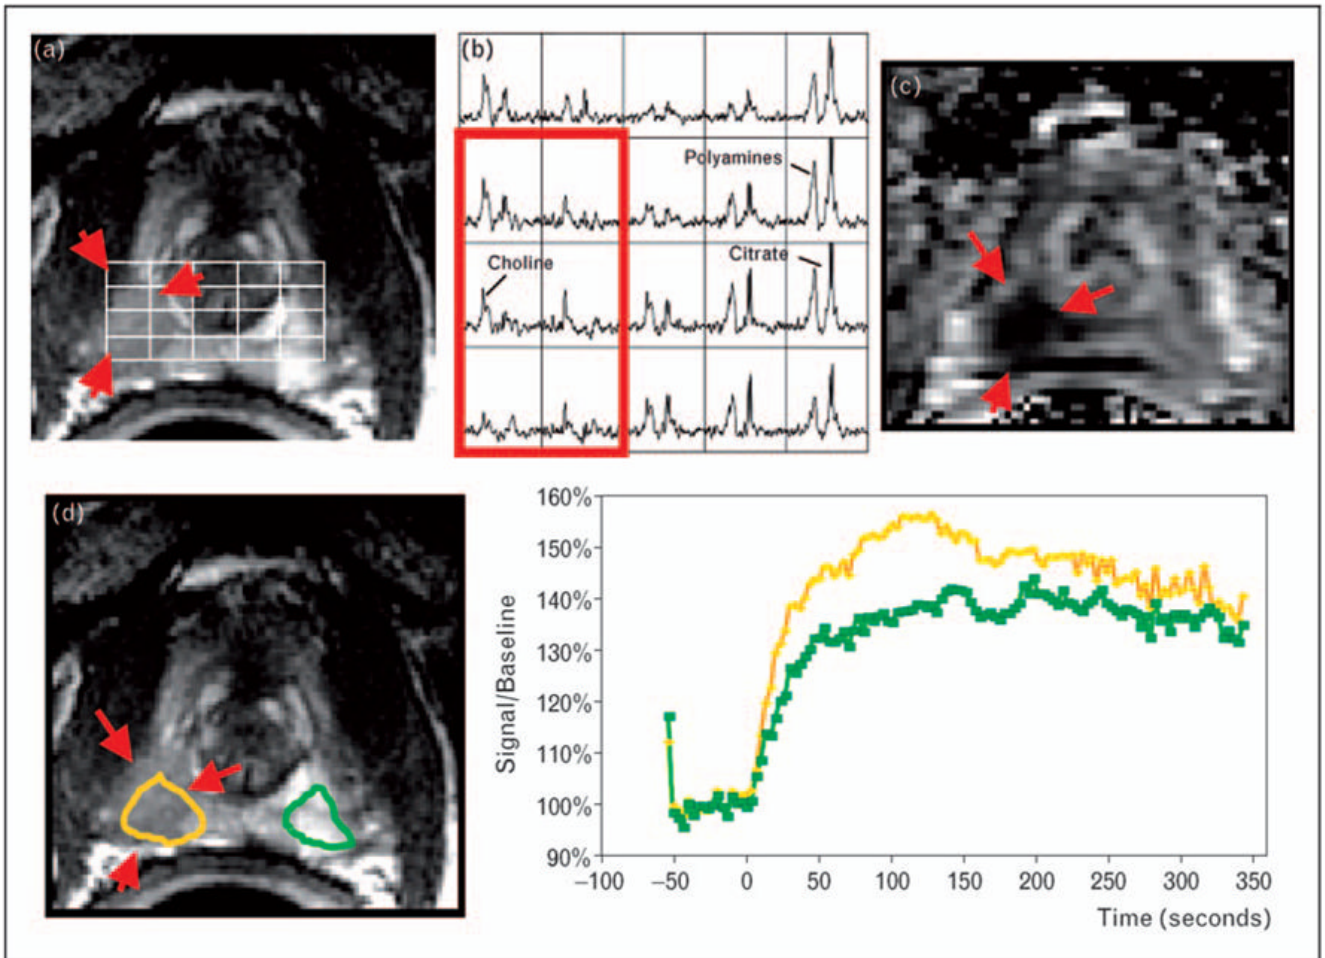 (a)
(b)
Polyamines
Choline
Citrate
(c)
(d)
160%
150%
140%
130%
120%
110%
100%
90%
Signal/Baseline
−100
−50
0
50
100
150
200
250
300
350
Time (seconds)